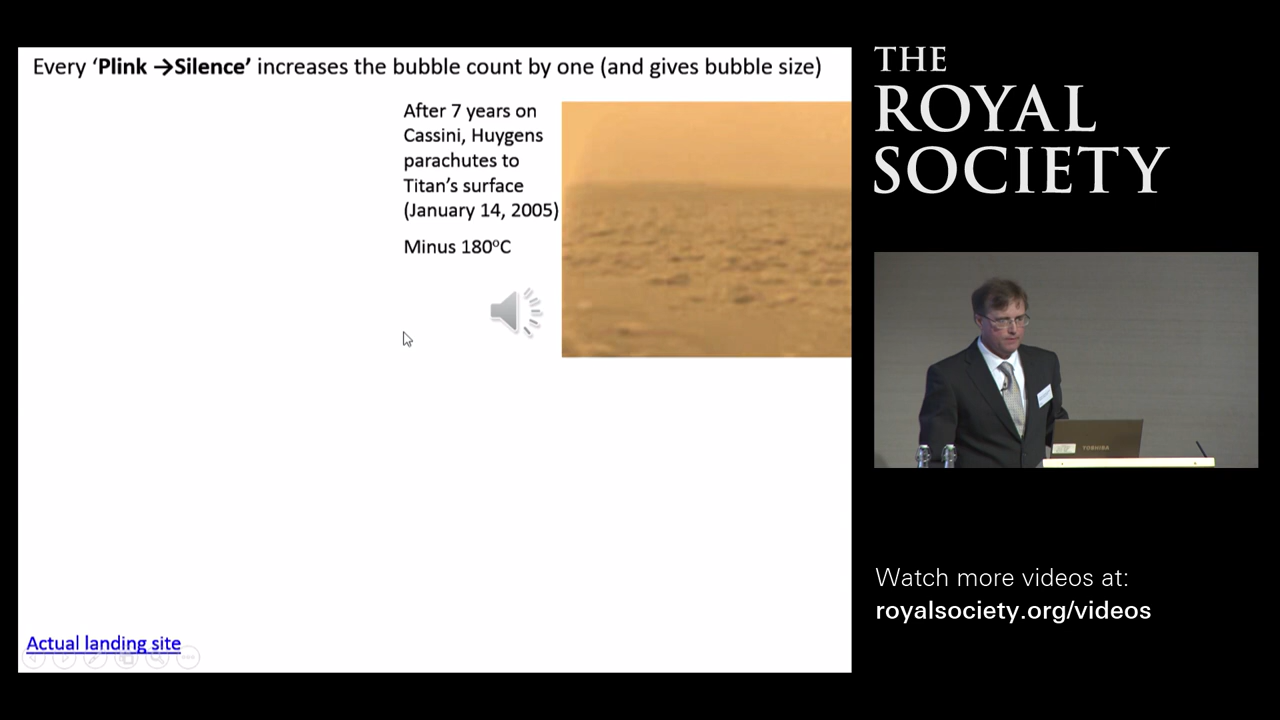 Every ‘Plink →Silence’ increases the bubble count by one (and gives bubble size)
After 7 years on
Cassini, Huygens
parachutes to
Titan’s surface
(January 14, 2005)
Minus 180°C
Actual landing site
THE
ROYAL
SOCIETY
TOSHIBA
Watch more videos at:
royalsociety.org/videos